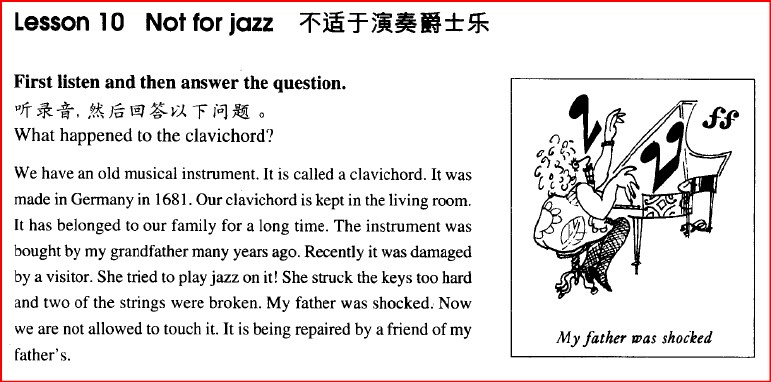 Lesson 10 Not for jazz 不适于演奏爵士乐
First listen and then answer the question.
听录音，然后回答以下问题。
What happened to the clavichord?
We have an old musical instrument. It is called a clavichord. It was
made in Germany in 1681. Our clavichord is kept in the living room.
It has belonged to our family for a long time. The instrument was
bought by my grandfather many years ago. Recently it was damaged
by a visitor. She tried to play jazz on it! She struck the keys too hard
and two of the strings were broken. My father was shocked. Now
we are not allowed to touch it. It is being repaired by a friend of my
father's.
ff
My father was shocked